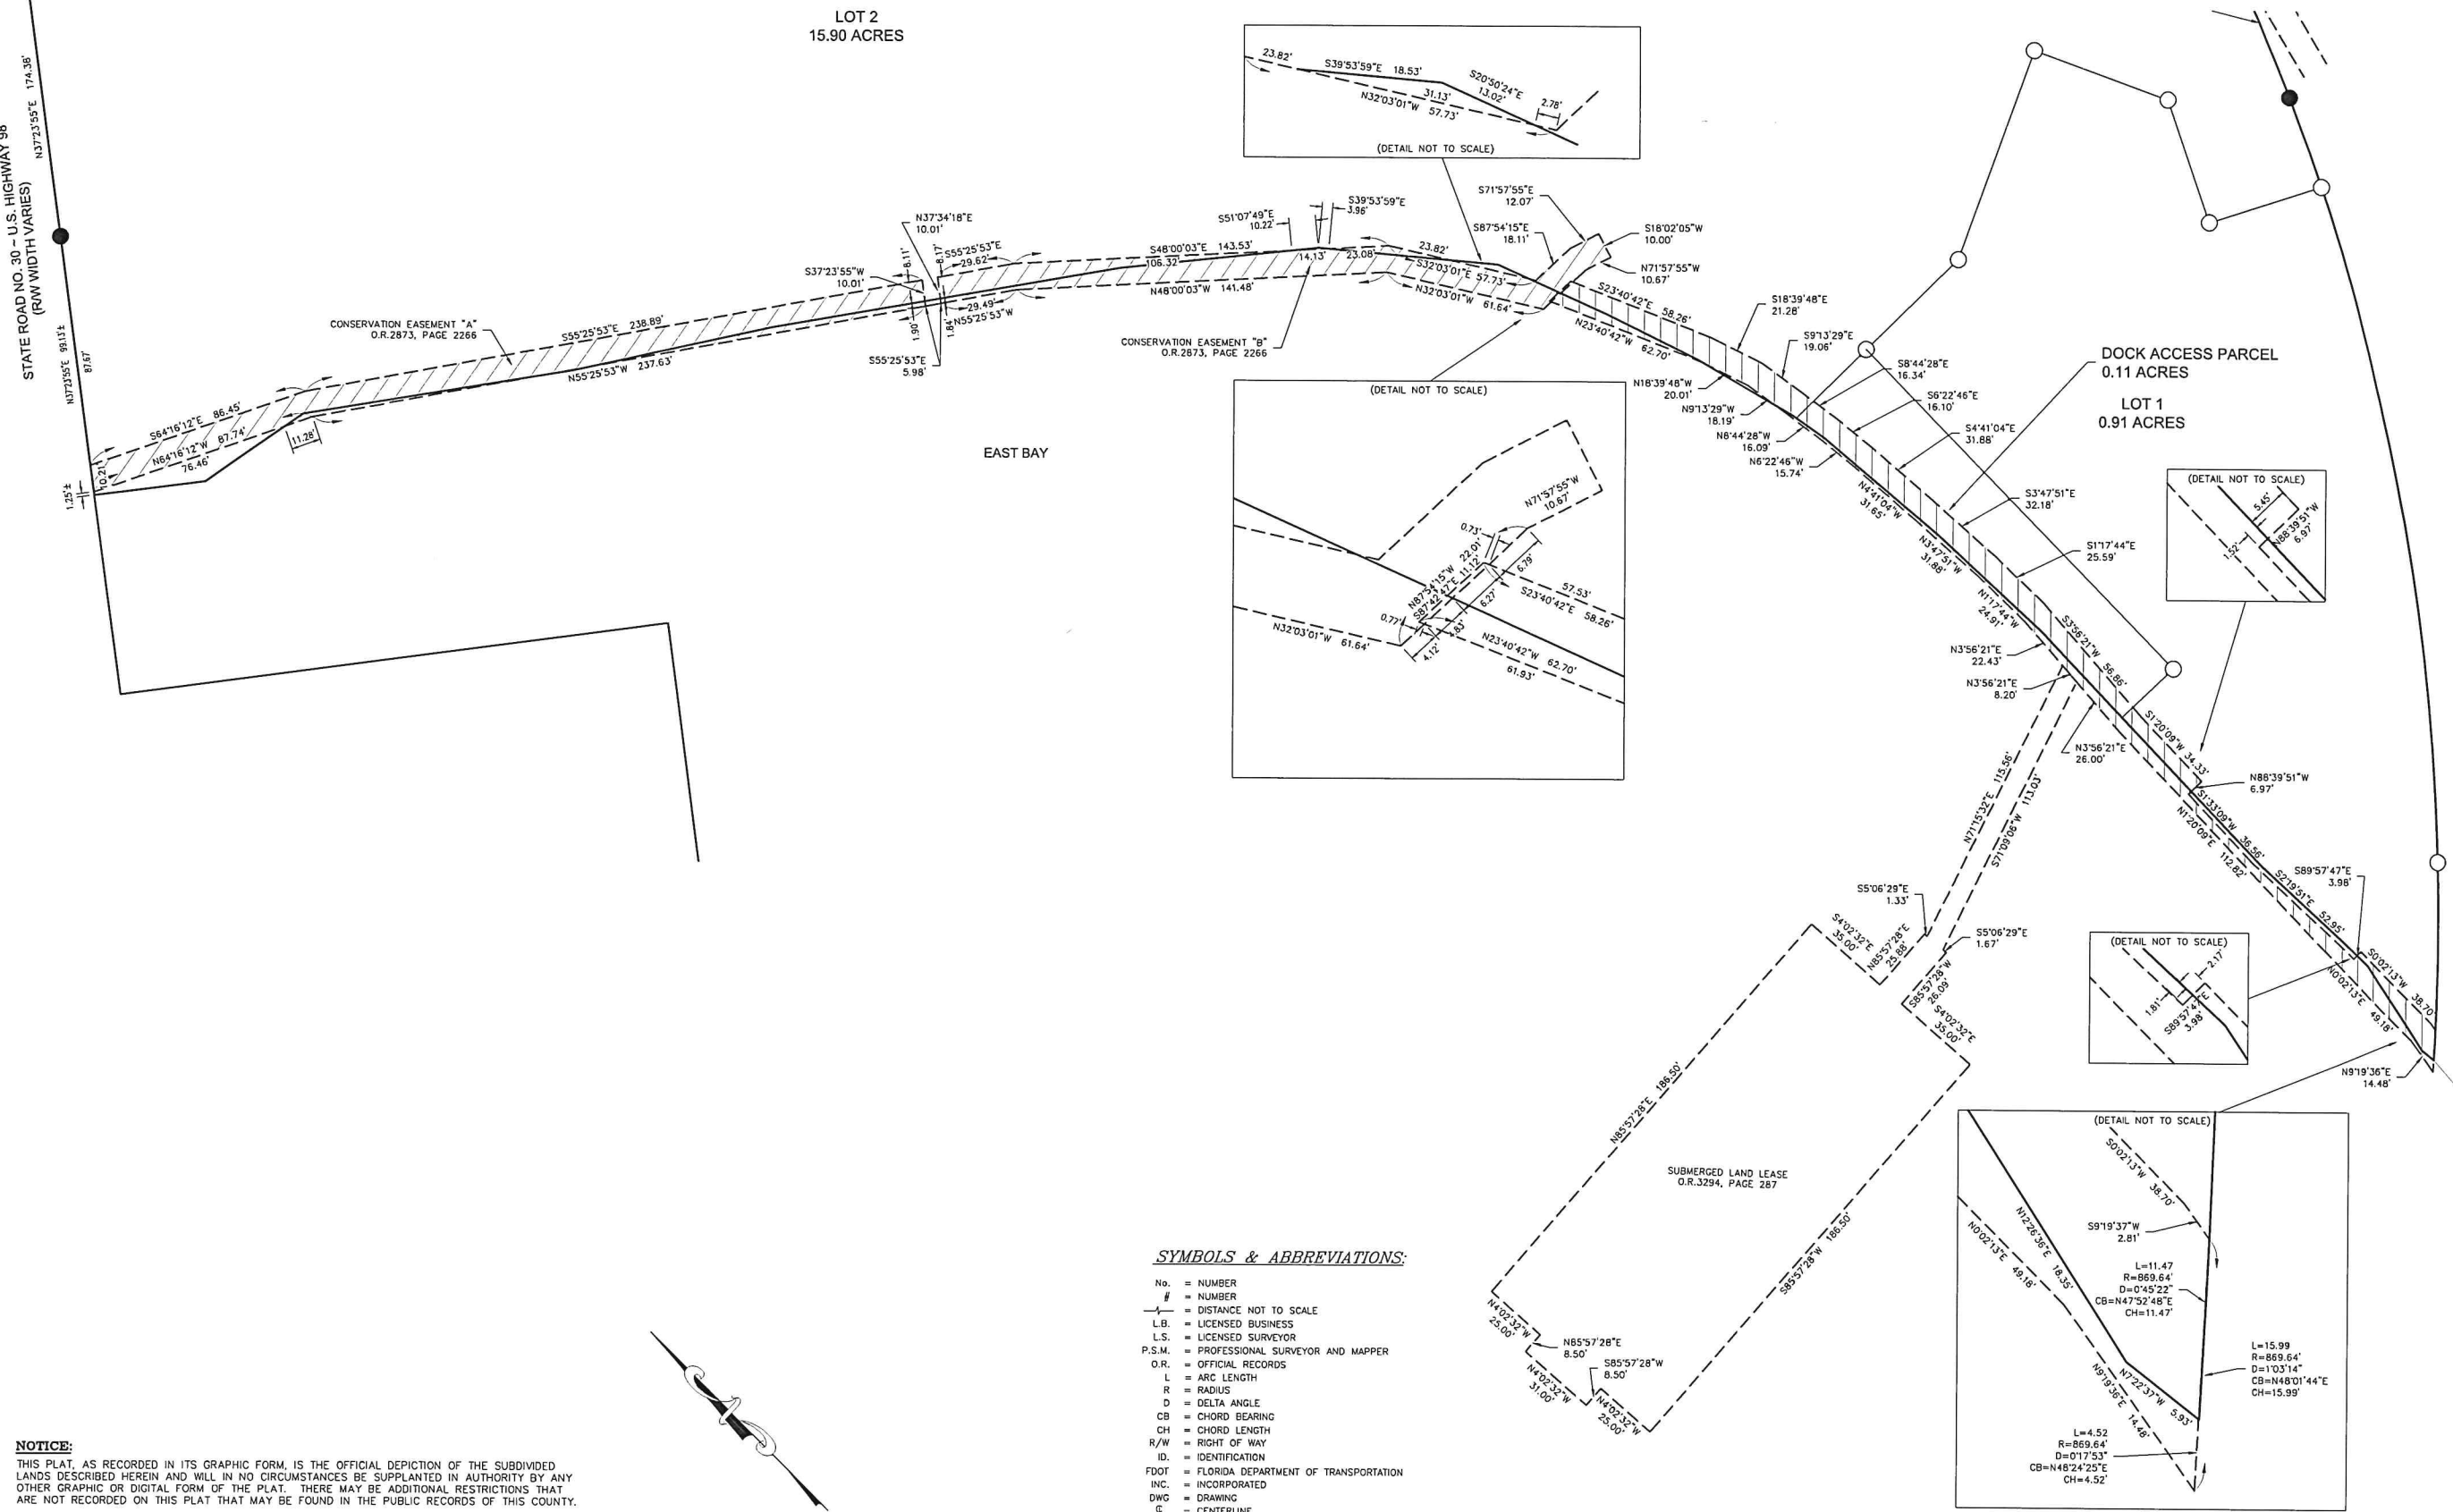 LOT 2
15.90 ACRES
STATE ROAD NO. 30 ~ U.S. HIGHWAY 98
(R/W WIDTH VARIES)
N37°23'55"E 174.38'
N37°23'55"E 99.13'±
87.67'
1.25'±
10.21'
S64°16'12"E 86.45'
N64°16'12"W 87.74'
76.46'
11.28'
CONSERVATION EASEMENT "A"
O.R.2873, PAGE 2266
S55°25'53"E 238.89'
N55°25'53"W 237.63'
S37°23'55"W
10.01'
N37°34'18"E
10.01'
8.11'
8.17'
S55°25'53"E
29.62'
1.90'
1.84'
29.49'
N55°25'53"W
S55°25'53"E
5.98'
S48°00'03"E 143.53'
106.32'
N48°00'03"W 141.48'
S51°07'49"E
10.22'
S39°53'59"E
3.96'
14.13'
23.08'
23.82'
S32°03'01"E 57.73'
N32°03'01"W 61.64'
CONSERVATION EASEMENT "B"
O.R.2873, PAGE 2266
EAST BAY
23.82'
S39°53'59"E 18.53'
S20°50'24"E
13.02'
31.13'
N32°03'01"W 57.73'
2.78'
(DETAIL NOT TO SCALE)
S71°57'55"E
12.07'
S87°54'15"E
18.11'
S18°02'05"W
10.00'
N71°57'55"W
10.67'
S23°40'42"E 58.26'
N23°40'42"W 62.70'
S18°39'48"E
21.28'
S9°13'29"E
19.06'
S8°44'28"E
16.34'
S6°22'46"E
16.10'
S4°41'04"E
31.88'
S3°47'51"E
32.18'
S1°17'44"E
25.59'
N18°39'48"W
20.01'
N9°13'29"W
18.19'
N8°44'28"W
16.09'
N6°22'46"W
15.74'
N4°41'04"W
31.65'
N3°47'51"W
31.88'
N1°17'44"W
24.91'
N3°56'21"E
22.43'
N3°56'21"E
8.20'
S3°56'21"W 56.86'
N3°56'21"E
26.00'
DOCK ACCESS PARCEL
0.11 ACRES
LOT 1
0.91 ACRES
(DETAIL NOT TO SCALE)
5.45'
1.52'
N88°39'51"W
6.97'
S1°20'09"W 34.33'
N88°39'51"W
6.97'
S1°33'09"W 36.56'
N1°20'09"E 112.82'
S2°19'51"E 52.95'
S89°57'47"E
3.98'
S0°02'13"W 38.70'
N0°02'13"E 49.18'
N9°19'36"E
14.48'
(DETAIL NOT TO SCALE)
N71°57'55"W
10.67'
0.73'
N87°54'15"W 22.01'
S87°42'47"E 11.12'
6.79'
6.27'
57.53'
S23°40'42"E 58.26'
0.77'
4.83'
4.12'
N32°03'01"W 61.64'
N23°40'42"W 62.70'
61.93'
N71°15'32"E 115.56'
S71°09'06"W 113.03'
S5°06'29"E
1.33'
S5°06'29"E
1.67'
S4°02'32"E
35.00'
N85°57'28"E
25.88'
S85°57'28"W
26.09'
S4°02'32"E
35.00'
N85°57'28"E 186.50'
S85°57'28"W 186.50'
SUBMERGED LAND LEASE
O.R.3294, PAGE 287
N4°02'32"W
25.00'
N85°57'28"E
8.50'
N4°02'32"W
31.00'
S85°57'28"W
8.50'
N4°02'32"W
25.00'
(DETAIL NOT TO SCALE)
2.17'
1.81'
S89°57'47"E
3.98'
(DETAIL NOT TO SCALE)
S0°02'13"W 38.70'
S9°19'37"W
2.81'
N0°02'13"E 49.18'
N12°26'36"E 18.35'
L=11.47
R=869.64'
D=0°45'22"
CB=N47°52'48"E
CH=11.47'
L=15.99
R=869.64'
D=1°03'14"
CB=N48°01'44"E
CH=15.99'
N7°22'37"W 5.93'
N9°19'36"E 14.48'
L=4.52
R=869.64'
D=0°17'53"
CB=N48°24'25"E
CH=4.52'
SYMBOLS & ABBREVIATIONS:
No. = NUMBER
# = NUMBER
= DISTANCE NOT TO SCALE
L.B. = LICENSED BUSINESS
L.S. = LICENSED SURVEYOR
P.S.M. = PROFESSIONAL SURVEYOR AND MAPPER
O.R. = OFFICIAL RECORDS
L = ARC LENGTH
R = RADIUS
D = DELTA ANGLE
CB = CHORD BEARING
CH = CHORD LENGTH
R/W = RIGHT OF WAY
ID. = IDENTIFICATION
FDOT = FLORIDA DEPARTMENT OF TRANSPORTATION
INC. = INCORPORATED
DWG = DRAWING
℄ = CENTERLINE
NOTICE:
THIS PLAT, AS RECORDED IN ITS GRAPHIC FORM, IS THE OFFICIAL DEPICTION OF THE SUBDIVIDED
LANDS DESCRIBED HEREIN AND WILL IN NO CIRCUMSTANCES BE SUPPLANTED IN AUTHORITY BY ANY
OTHER GRAPHIC OR DIGITAL FORM OF THE PLAT. THERE MAY BE ADDITIONAL RESTRICTIONS THAT
ARE NOT RECORDED ON THIS PLAT THAT MAY BE FOUND IN THE PUBLIC RECORDS OF THIS COUNTY.